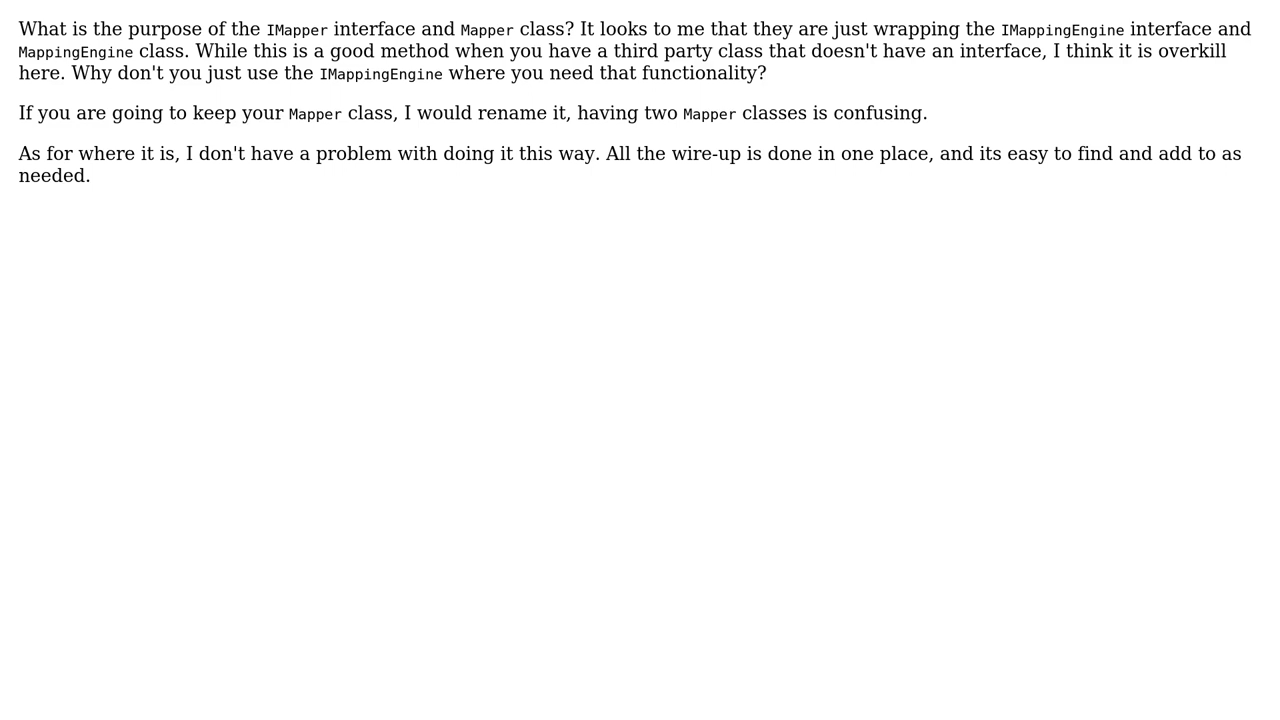 What is the purpose of the IMapper interface and Mapper class? It looks to me that they are just wrapping the IMappingEngine interface and
MappingEngine class. While this is a good method when you have a third party class that doesn't have an interface, I think it is overkill
here. Why don't you just use the IMappingEngine where you need that functionality?
If you are going to keep your Mapper class, I would rename it, having two Mapper classes is confusing.
As for where it is, I don't have a problem with doing it this way. All the wire-up is done in one place, and its easy to find and add to as
needed.